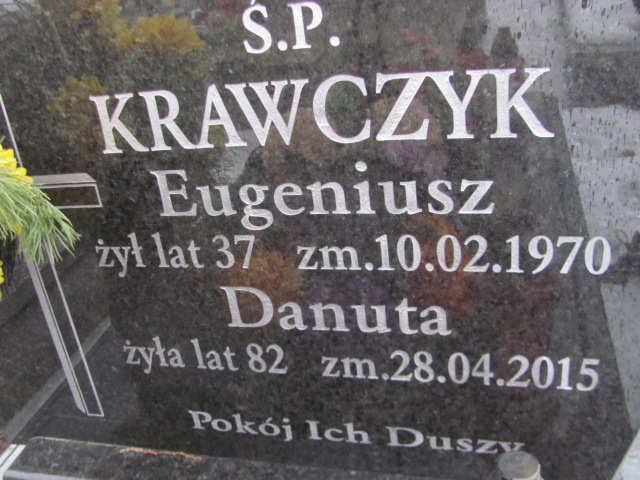 Ś.P.
KRAWCZYK
Eugeniusz
żył lat 37 zm.10.02.1970
Danuta
żyła lat 82 zm.28.04.2015
Pokój Ich Duszy